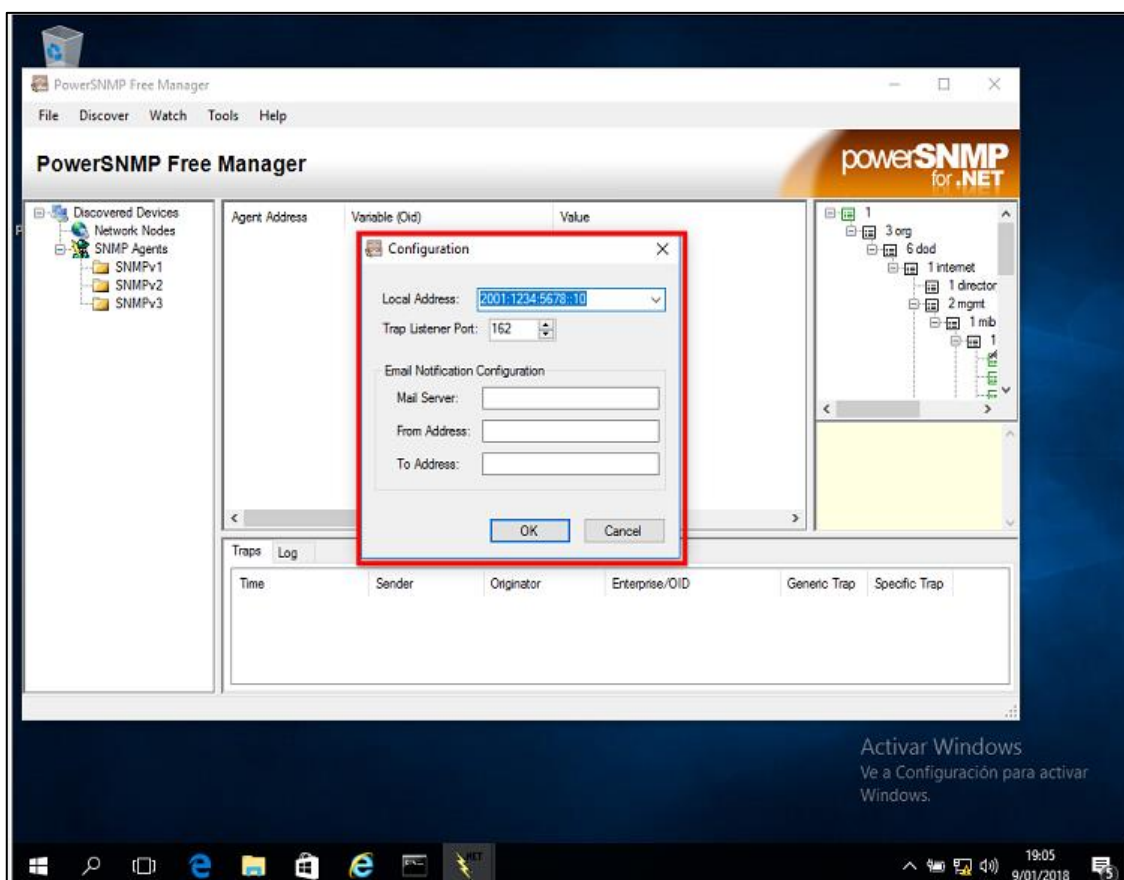 PowerSNMP Free Manager
File Discover Watch Tools Help
PowerSNMP Free Manager
powerSNMP
for .NET
Discovered Devices
Network Nodes
SNMP Agents
SNMPv1
SNMPv2
SNMPv3
Agent Address Variable (Oid) Value
Configuration
Local Address: 2001:1234:5678::10
Trap Listener Port: 162
Email Notification Configuration
Mail Server:
From Address:
To Address:
OK Cancel
1
3 org
6 dod
1 internet
1 director
2 mgmt
1 mib
1
Traps Log
Time Sender Originator Enterprise/OID Generic Trap Specific Trap
Activar Windows
Ve a Configuración para activar
Windows.
.NET
19:05
9/01/2018
5